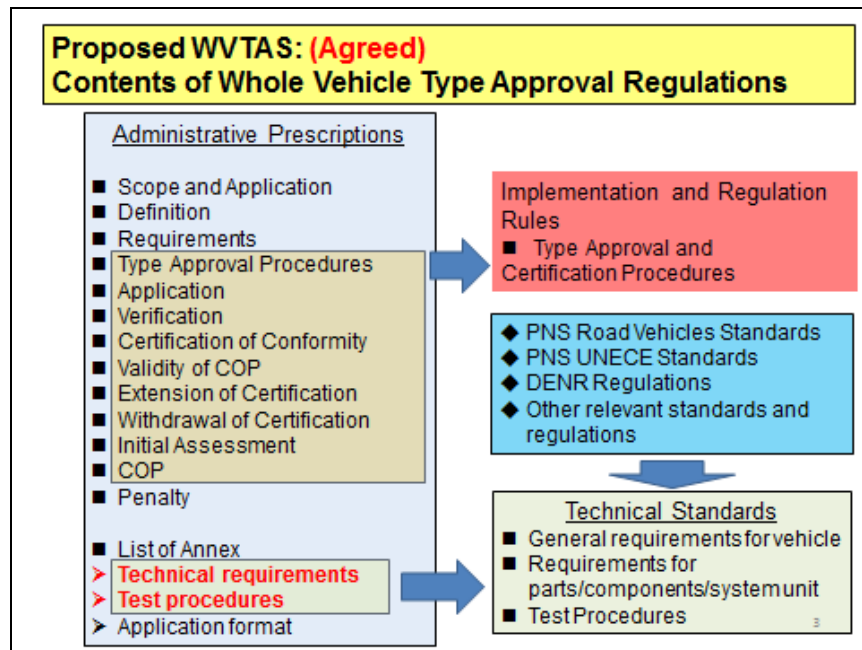 Proposed WVTAS: (Agreed)
Contents of Whole Vehicle Type Approval Regulations
Administrative Prescriptions
■ Scope and Application
■ Definition
■ Requirements
■ Type Approval Procedures
■ Application
■ Verification
■ Certification of Conformity
■ Validity of COP
■ Extension of Certification
■ Withdrawal of Certification
■ Initial Assessment
■ COP
■ Penalty
■ List of Annex
➢ Technical requirements
➢ Test procedures
➢ Application format
Implementation and Regulation
Rules
■ Type Approval and
Certification Procedures
◆ PNS Road Vehicles Standards
◆ PNS UNECE Standards
◆ DENR Regulations
◆ Other relevant standards and
regulations
Technical Standards
■ General requirements for vehicle
■ Requirements for
parts/components/system unit
■ Test Procedures
3